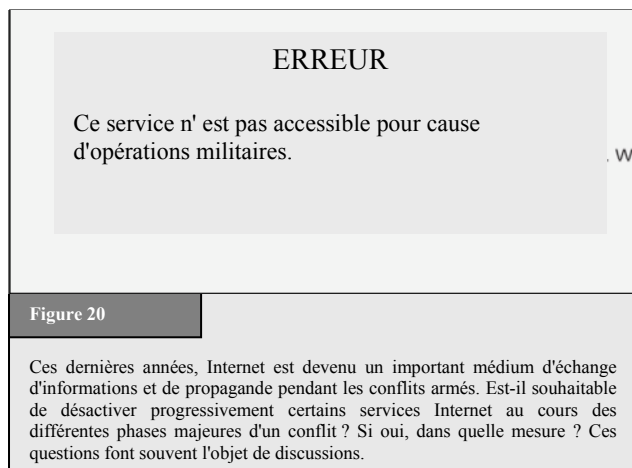 ERREUR
Ce service n' est pas accessible pour cause
d'opérations militaires.
. w
Figure 20
Ces dernières années, Internet est devenu un important médium d'échange
d'informations et de propagande pendant les conflits armés. Est-il souhaitable
de désactiver progressivement certains services Internet au cours des
différentes phases majeures d'un conflit ? Si oui, dans quelle mesure ? Ces
questions font souvent l'objet de discussions.